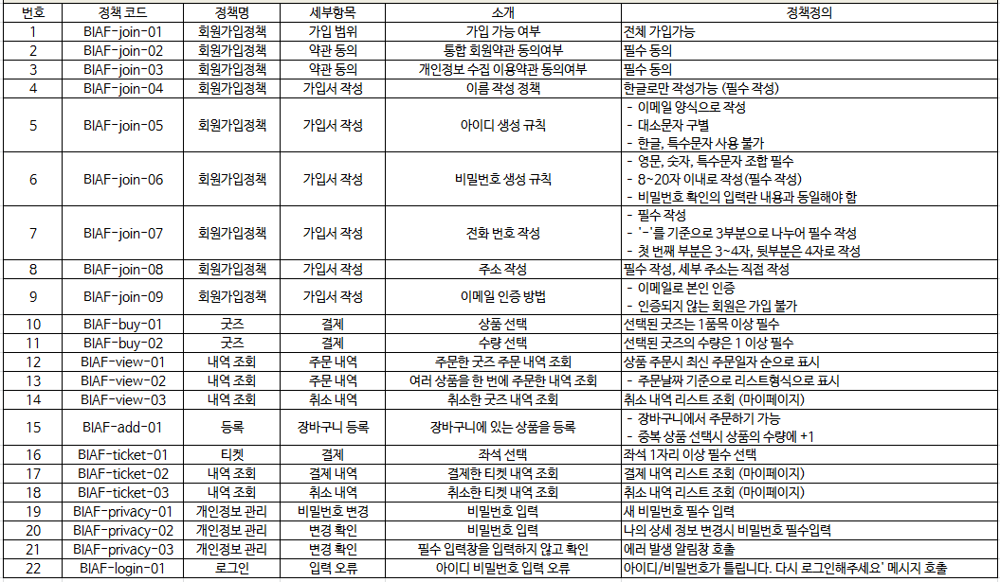 번호 정책 코드 정책명 세부항목 소개 정책정의
1 BIAF-join-01 회원가입정책 가입 범위 가입 가능 여부 전체 가입가능
2 BIAF-join-02 회원가입정책 약관 동의 통합 회원약관 동의여부 필수 동의
3 BIAF-join-03 회원가입정책 약관 동의 개인정보 수집 이용약관 동의여부 필수 동의
4 BIAF-join-04 회원가입정책 가입서 작성 이름 작성 정책 한글로만 작성가능 (필수 작성)
5 BIAF-join-05 회원가입정책 가입서 작성 아이디 생성 규칙 - 이메일 양식으로 작성
- 대소문자 구별
- 한글, 특수문자 사용 불가
6 BIAF-join-06 회원가입정책 가입서 작성 비밀번호 생성 규칙 - 영문, 숫자, 특수문자 조합 필수
- 8~20자 이내로 작성(필수 작성)
- 비밀번호 확인의 입력란 내용과 동일해야 함
7 BIAF-join-07 회원가입정책 가입서 작성 전화 번호 작성 - 필수 작성
- '-'를 기준으로 3부분으로 나누어 필수 작성
- 첫 번째 부분은 3~4자, 뒷부분은 4자로 작성
8 BIAF-join-08 회원가입정책 가입서 작성 주소 작성 필수 작성, 세부 주소는 직접 작성
9 BIAF-join-09 회원가입정책 가입서 작성 이메일 인증 방법 - 이메일로 본인 인증
- 인증되지 않는 회원은 가입 불가
10 BIAF-buy-01 굿즈 결제 상품 선택 선택된 굿즈는 1품목 이상 필수
11 BIAF-buy-02 굿즈 결제 수량 선택 선택된 굿즈의 수량은 1 이상 필수
12 BIAF-view-01 내역 조회 주문 내역 주문한 굿즈 주문 내역 조회 상품 주문시 최신 주문일자 순으로 표시
13 BIAF-view-02 내역 조회 주문 내역 여러 상품을 한 번에 주문한 내역 조회 - 주문날짜 기준으로 리스트형식으로 표시
14 BIAF-view-03 내역 조회 취소 내역 취소한 굿즈 내역 조회 취소 내역 리스트 조회 (마이페이지)
15 BIAF-add-01 등록 장바구니 등록 장바구니에 있는 상품을 등록 - 장바구니에서 주문하기 가능
- 중복 상품 선택시 상품의 수량에 +1
16 BIAF-ticket-01 티켓 결제 좌석 선택 좌석 1자리 이상 필수 선택
17 BIAF-ticket-02 내역 조회 결제 내역 결제한 티켓 내역 조회 결제 내역 리스트 조회 (마이페이지)
18 BIAF-ticket-03 내역 조회 취소 내역 취소한 티켓 내역 조회 취소 내역 리스트 조회 (마이페이지)
19 BIAF-privacy-01 개인정보 관리 비밀번호 변경 비밀번호 입력 새 비밀번호 필수 입력
20 BIAF-privacy-02 개인정보 관리 변경 확인 비밀번호 입력 나의 상세 정보 변경시 비밀번호 필수입력
21 BIAF-privacy-03 개인정보 관리 변경 확인 필수 입력창을 입력하지 않고 확인 에러 발생 알림창 호출
22 BIAF-login-01 로그인 입력 오류 아이디 비밀번호 입력 오류 아이디/비밀번호가 틀립니다. 다시 로그인해주세요' 메시지 호출